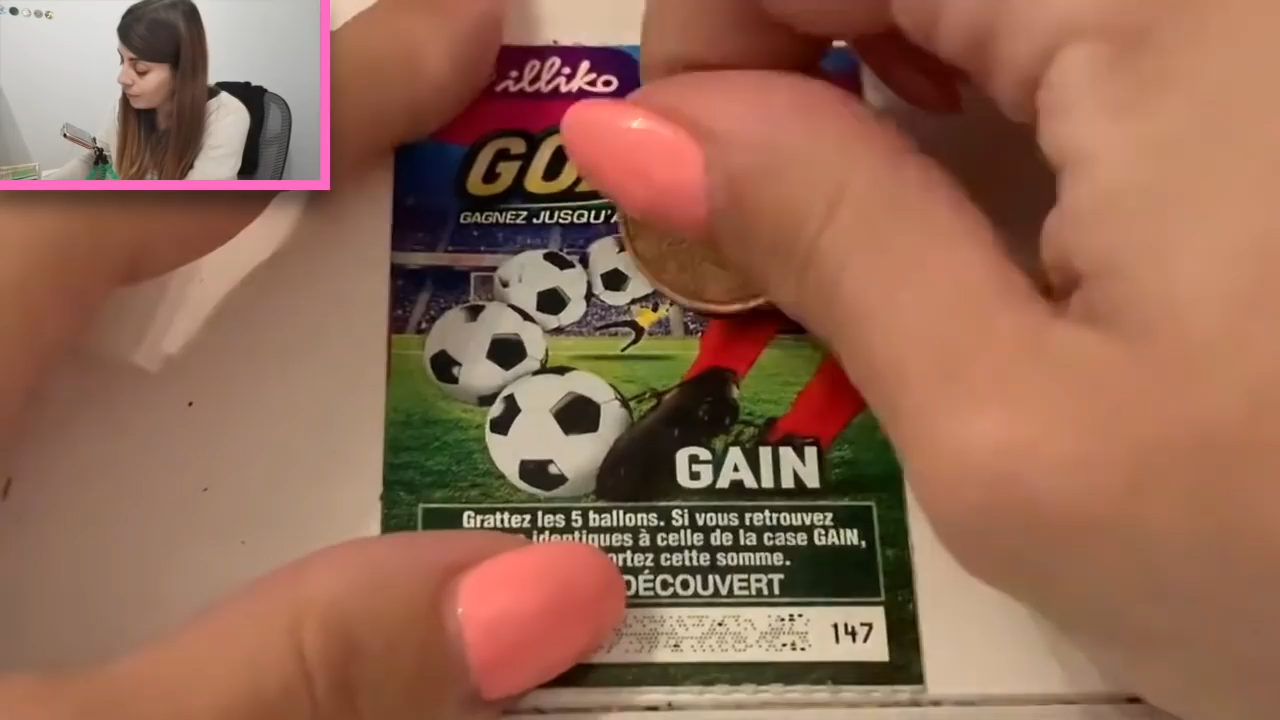 illiko
GO
GAGNEZ JUSQU'
GAIN
Grattez les 5 ballons. Si vous retrouvez
identiques à celle de la case GAIN,
cette somme.
DÉCOUVERT
147